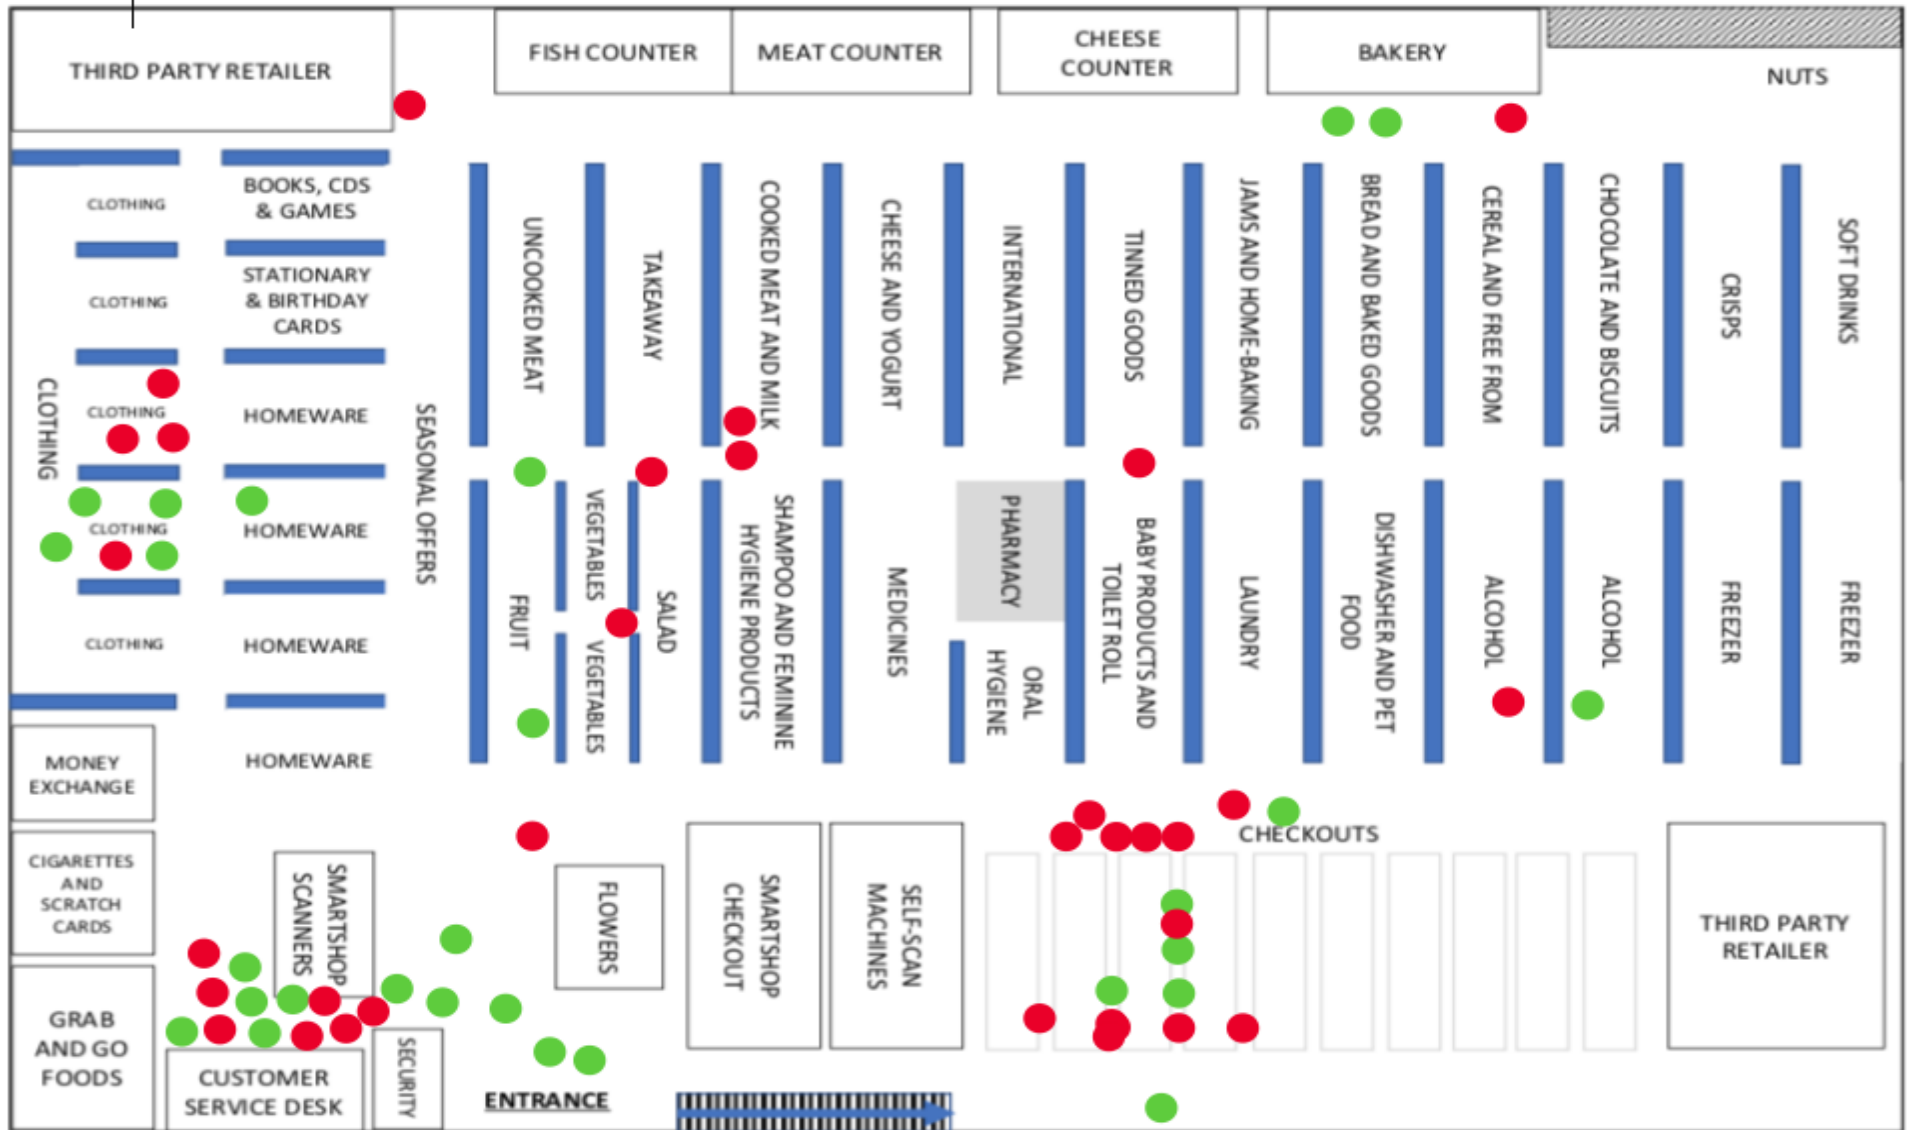 THIRD PARTY RETAILER
FISH COUNTER
MEAT COUNTER
CHEESE
COUNTER
BAKERY
NUTS
CLOTHING
BOOKS, CDS
& GAMES
CLOTHING
STATIONARY
& BIRTHDAY
CARDS
CLOTHING
HOMEWARE
CLOTHING
CLOTHING
HOMEWARE
CLOTHING
HOMEWARE
HOMEWARE
SEASONAL OFFERS
UNCOOKED MEAT
TAKEAWAY
COOKED MEAT AND MILK
CHEESE AND YOGURT
INTERNATIONAL
TINNED GOODS
JAMS AND HOME-BAKING
BREAD AND BAKED GOODS
CEREAL AND FREE FROM
CHOCOLATE AND BISCUITS
CRISPS
SOFT DRINKS
FRUIT
VEGETABLES
VEGETABLES
SALAD
SHAMPOO AND FEMININE
HYGIENE PRODUCTS
MEDICINES
PHARMACY
ORAL
HYGIENE
BABY PRODUCTS AND
TOILET ROLL
LAUNDRY
DISHWASHER AND PET
FOOD
ALCOHOL
ALCOHOL
FREEZER
FREEZER
MONEY
EXCHANGE
CIGARETTES
AND
SCRATCH
CARDS
GRAB
AND GO
FOODS
SMARTSHOP
SCANNERS
CUSTOMER
SERVICE DESK
SECURITY
FLOWERS
ENTRANCE
SMARTSHOP
CHECKOUT
SELF-SCAN
MACHINES
CHECKOUTS
THIRD PARTY
RETAILER